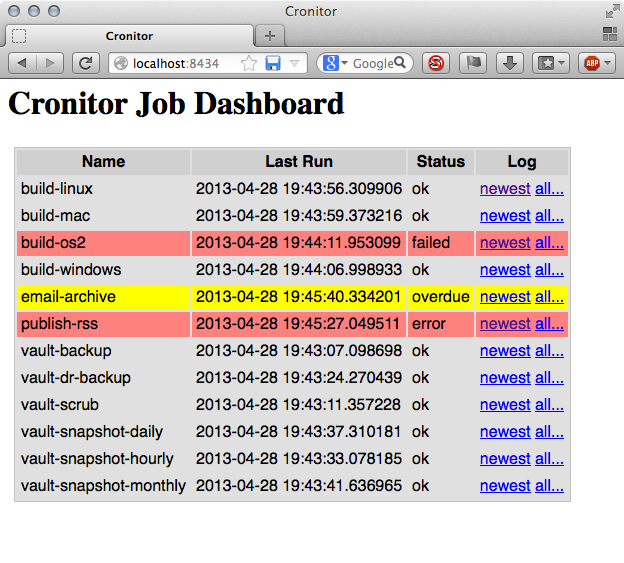 Cronitor
Cronitor
localhost:8434 Google ABP
Cronitor Job Dashboard
Name Last Run Status Log
build-linux 2013-04-28 19:43:56.309906 ok newest all...
build-mac 2013-04-28 19:43:59.373216 ok newest all...
build-os2 2013-04-28 19:44:11.953099 failed newest all...
build-windows 2013-04-28 19:44:06.998933 ok newest all...
email-archive 2013-04-28 19:45:40.334201 overdue newest all...
publish-rss 2013-04-28 19:45:27.049511 error newest all...
vault-backup 2013-04-28 19:43:07.098698 ok newest all...
vault-dr-backup 2013-04-28 19:43:24.270439 ok newest all...
vault-scrub 2013-04-28 19:43:11.357228 ok newest all...
vault-snapshot-daily 2013-04-28 19:43:37.310181 ok newest all...
vault-snapshot-hourly 2013-04-28 19:43:33.078185 ok newest all...
vault-snapshot-monthly 2013-04-28 19:43:41.636965 ok newest all...